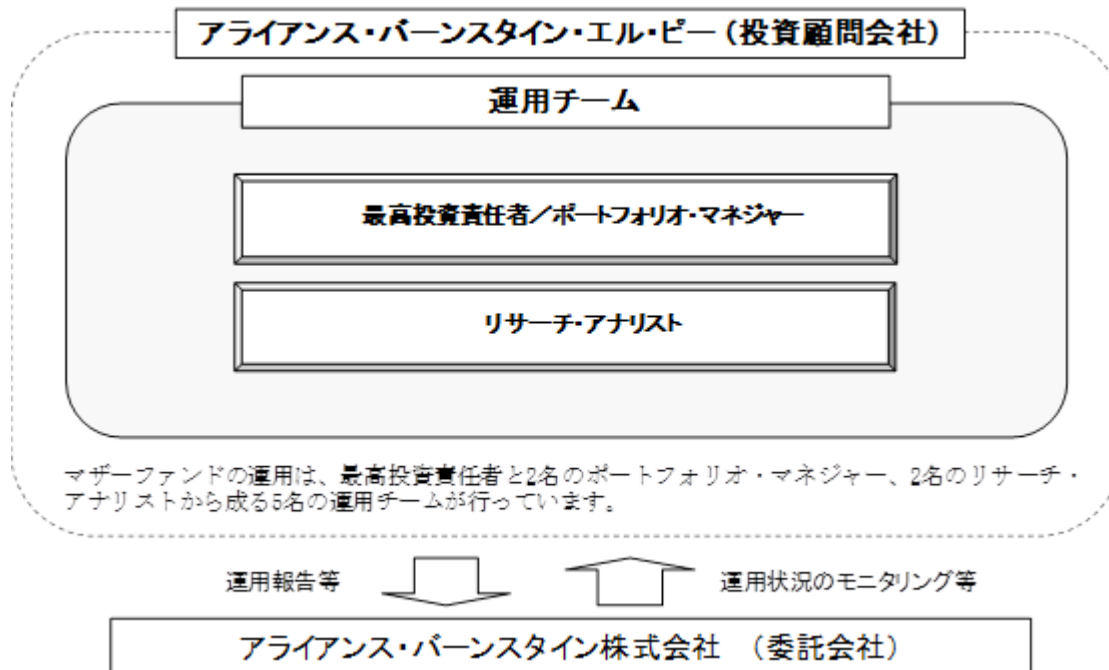 アライアンス・バーンスタイン・エル・ピー（投資顧問会社）
運用チーム
最高投資責任者／ポートフォリオ・マネジャー
リサーチ・アナリスト
マザーファンドの運用は、最高投資責任者と2名のポートフォリオ・マネジャー、2名のリサーチ・
アナリストから成る5名の運用チームが行っています。
運用報告等
運用状況のモニタリング等
アライアンス・バーンスタイン株式会社　（委託会社）